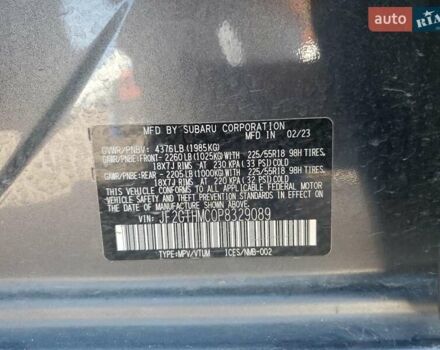 auto RIA
MFD BY SUBARU CORPORATION
MFD IN 02/23
GVWR/PNBV: 4376LB(1985KG)
GAWR/PNBE:FRONT- 2260LB(1025KG)WITH 225/55R18 98H TIRES,
18X7J RIMS AT 230 KPA(33 PSI)COLD
GAWR/PNBE:REAR - 2205LB(1000KG)WITH 225/55R18 98H TIRES,
18X7J RIMS AT 220 KPA(32 PSI)COLD
THIS VEHICLE CONFORMS TO ALL APPLICABLE FEDERAL MOTOR
VEHICLE SAFETY, BUMPER, AND THEFT PREVENTION STANDARDS
IN EFFECT ON THE DATE OF MANUFACTURE SHOWN ABOVE.
VIN: JF2GTHMC0P8329089
TYPE:MPV/VTUM ICES/NMB-002